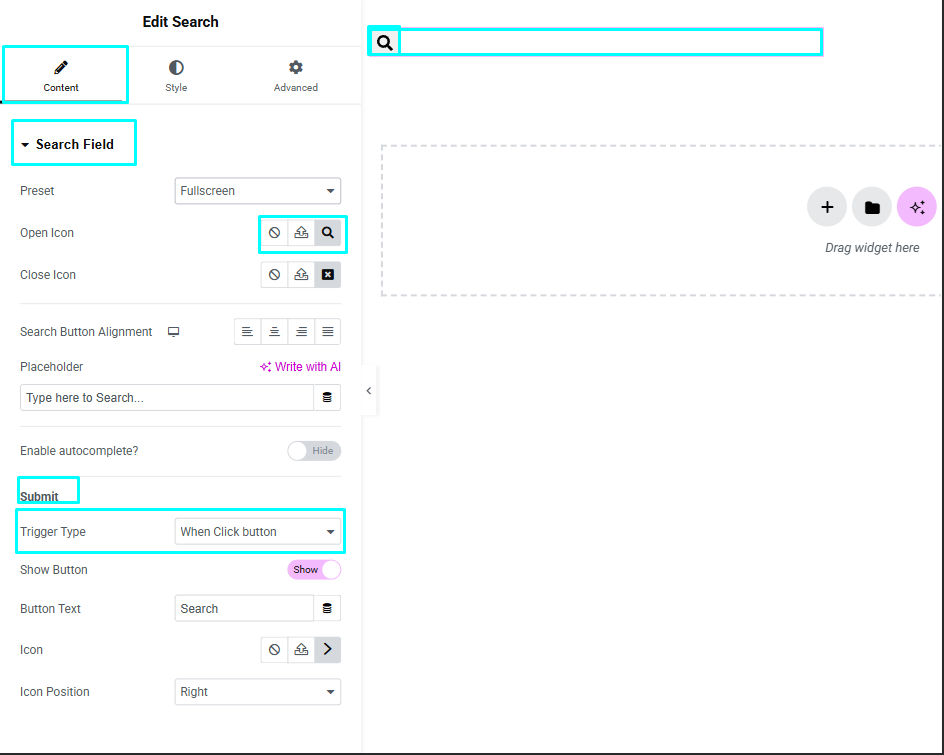 Edit Search
Content
Style
Advanced
Search Field
Preset
Fullscreen
Open Icon
Close Icon
Search Button Alignment
Placeholder
Write with AI
Type here to Search...
Enable autocomplete?
Hide
Submit
Trigger Type
When Click button
Show Button
Show
Button Text
Search
Icon
Icon Position
Right
Drag widget here